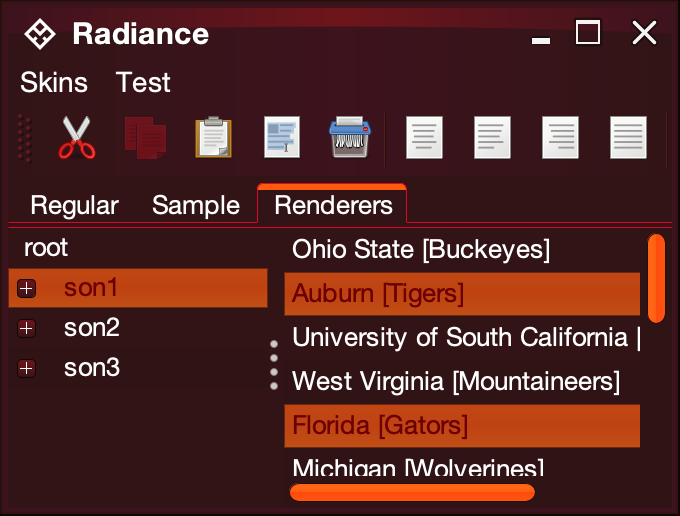 Radiance
Skins Test
Regular Sample Renderers
root
son1
son2
son3
Ohio State [Buckeyes]
Auburn [Tigers]
University of South California [
West Virginia [Mountaineers]
Florida [Gators]
Michigan [Wolverines]